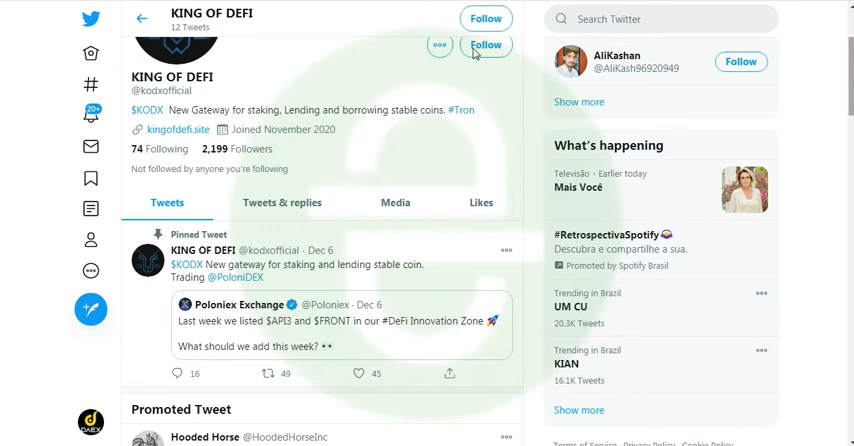 KING OF DEFI
12 Tweets
Follow
Follow
KING OF DEFI
@kodxofficial
$KODX New Gateway for staking, Lending and borrowing stable coins. #Tron
kingofdefi.site Joined November 2020
74 Following 2,199 Followers
Not followed by anyone you're following
Tweets Tweets & replies Media Likes
Pinned Tweet
KING OF DEFI @kodxofficial · Dec 6
$KODX New gateway for staking and lending stable coin.
Trading @PoloniDEX
Poloniex Exchange @Poloniex · Dec 6
Last week we listed $API3 and $FRONT in our #DeFi Innovation Zone 🚀
What should we add this week? 👀
16 49 45
Promoted Tweet
Hooded Horse @HoodedHorseInc
20+
DAEX
Search Twitter
AliKashan
@AliKash96920949
Follow
Show more
What's happening
Televisão · Earlier today
Mais Você
#RetrospectivaSpotify
Descubra e compartilhe a sua.
Promoted by Spotify Brasil
Trending in Brazil
UM CU
20.3K Tweets
Trending in Brazil
KIAN
16.1K Tweets
Show more
Terms of Service Privacy Policy Cookie Policy